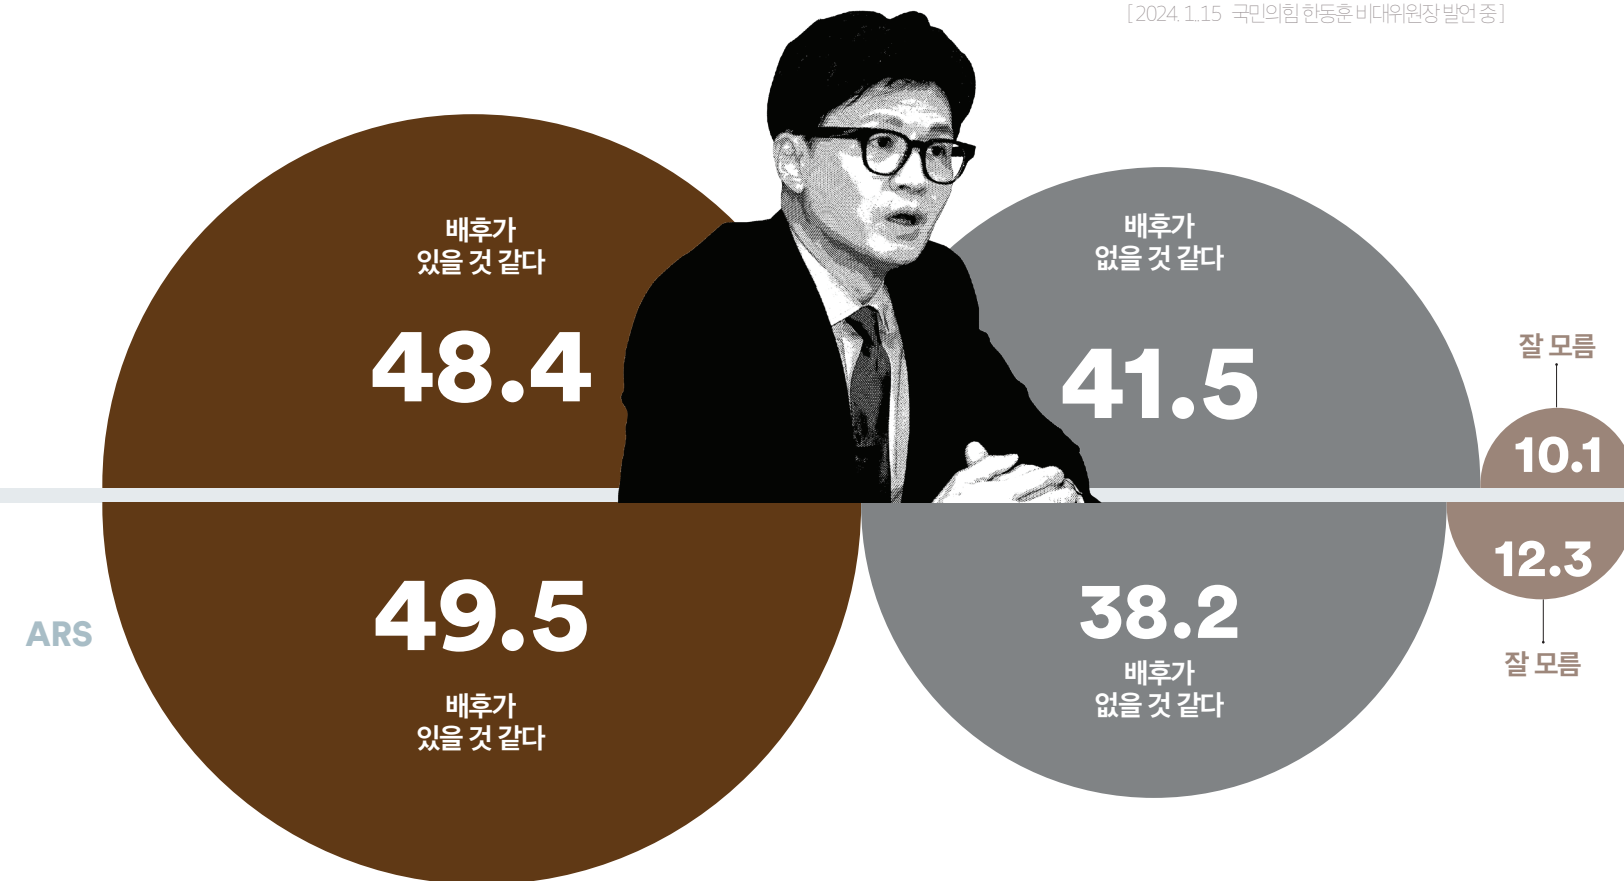 [ 2024. 1..15 국민의힘 한동훈 비대위원장 발언 중 ]
배후가
있을 것 같다
48.4
배후가
없을 것 같다
41.5
잘 모름
10.1
ARS
49.5
배후가
있을 것 같다
38.2
배후가
없을 것 같다
12.3
잘 모름